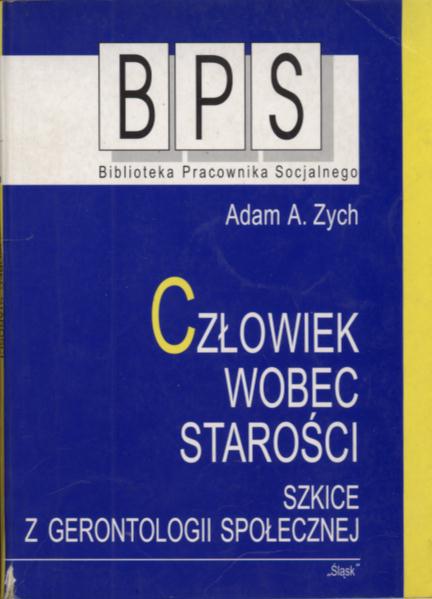 BPS
Biblioteka Pracownika Socjalnego
Adam A. Zych
CZŁOWIEK
WOBEC
STAROŚCI
SZKICE
Z GERONTOLOGII SPOŁECZNEJ
„Śląsk”